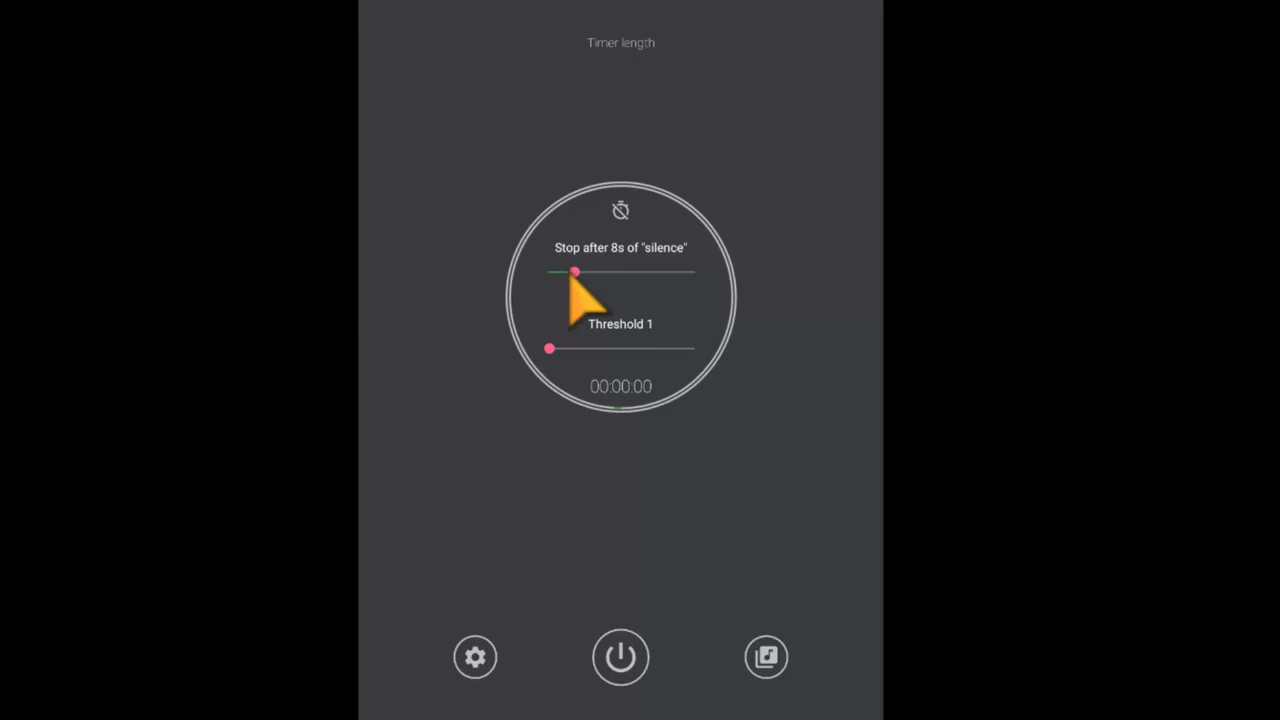 Timer length
Stop after 8s of "silence"
Threshold 1
00:00:00